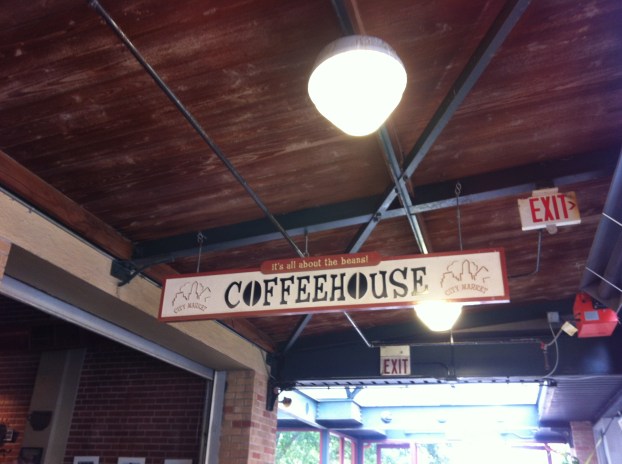 EXIT>
It's all about the beans!
CITY MARKET
COFFEEHOUSE
CITY MARKET
EXIT